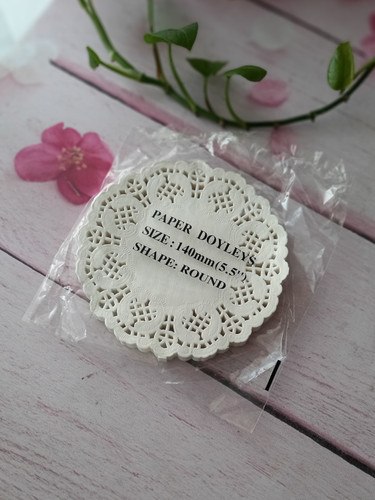 PAPER DOYLEYS
SIZE : 140mm(5.5")
SHAPE: ROUND